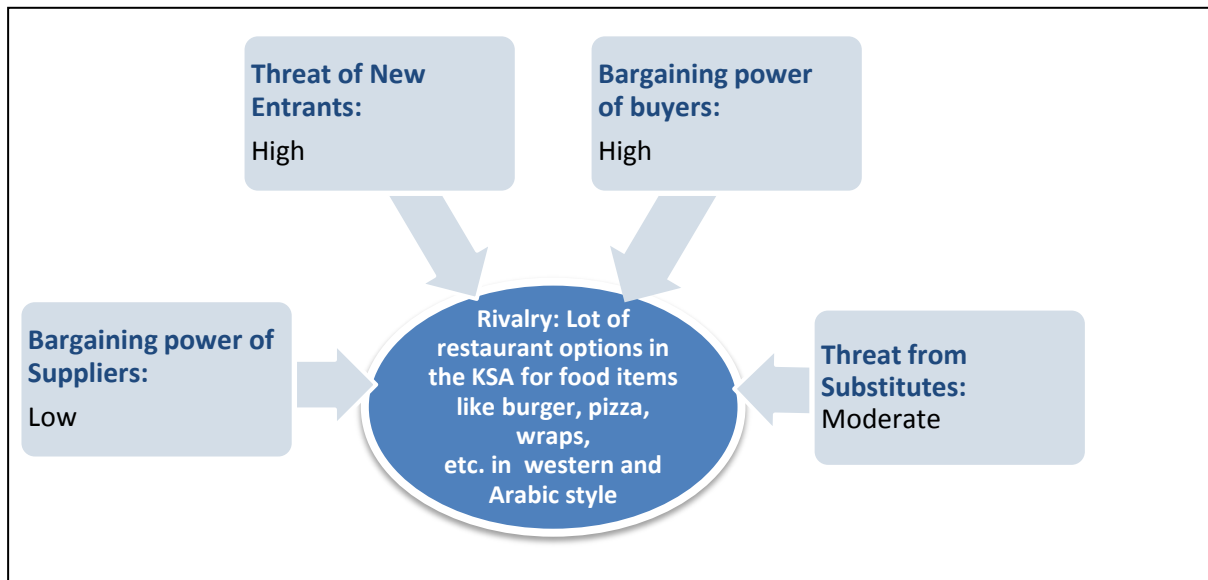 Threat of New
Entrants:
High
Bargaining power
of buyers:
High
Bargaining power of
Suppliers:
Low
Rivalry: Lot of
restaurant options in
the KSA for food items
like burger, pizza,
wraps,
etc. in western and
Arabic style
Threat from
Substitutes:
Moderate